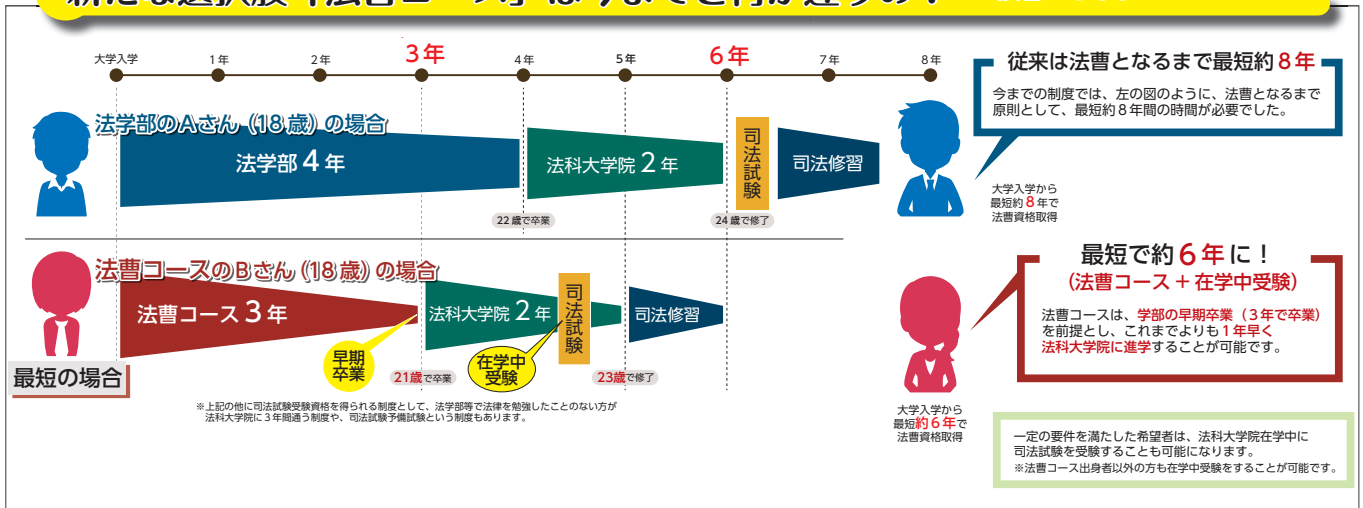 新たな選択肢「法曹コース」は今までと何が違うの？
大学入学
1年
2年
3年
4年
5年
6年
7年
8年
法学部のAさん（18歳）の場合
法学部4年
法科大学院2年
司法試験
司法修習
22歳で卒業
24歳で修了
従来は法曹となるまで最短約8年
今までの制度では、左の図のように、法曹となるまで
原則として、最短約8年間の時間が必要でした。
大学入学から
最短約8年で
法曹資格取得
法曹コースのBさん（18歳）の場合
法曹コース3年
法科大学院2年
司法試験
司法修習
早期
卒業
在学中
受験
最短の場合
21歳で卒業
23歳で修了
※上記の他に司法試験受験資格を得られる制度として、法学部等で法律を勉強したことのない方が
法科大学院に3年間通う制度や、司法試験予備試験という制度もあります。
最短で約6年に！
（法曹コース＋在学中受験）
法曹コースは、学部の早期卒業（3年で卒業）
を前提とし、これまでよりも1年早く
法科大学院に進学することが可能です。
大学入学から
最短約6年で
法曹資格取得
一定の要件を満たした希望者は、法科大学院在学中に
司法試験を受験することも可能になります。
※法曹コース出身者以外の方も在学中受験をすることが可能です。